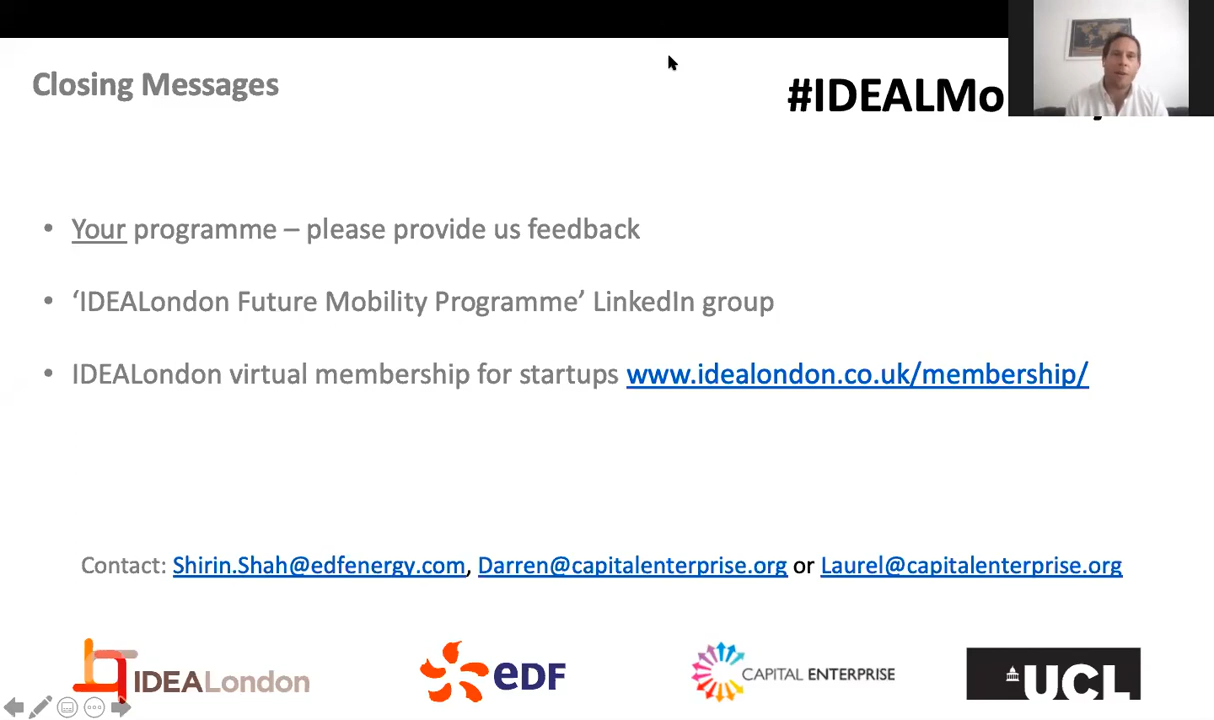 Closing Messages
#IDEALMo
• Your programme – please provide us feedback
• ‘IDEALondon Future Mobility Programme’ LinkedIn group
• IDEALondon virtual membership for startups www.idealondon.co.uk/membership/
Contact: Shirin.Shah@edfenergy.com, Darren@capitalenterprise.org or Laurel@capitalenterprise.org
IDEALondon
eDF
CAPITAL ENTERPRISE
UCL